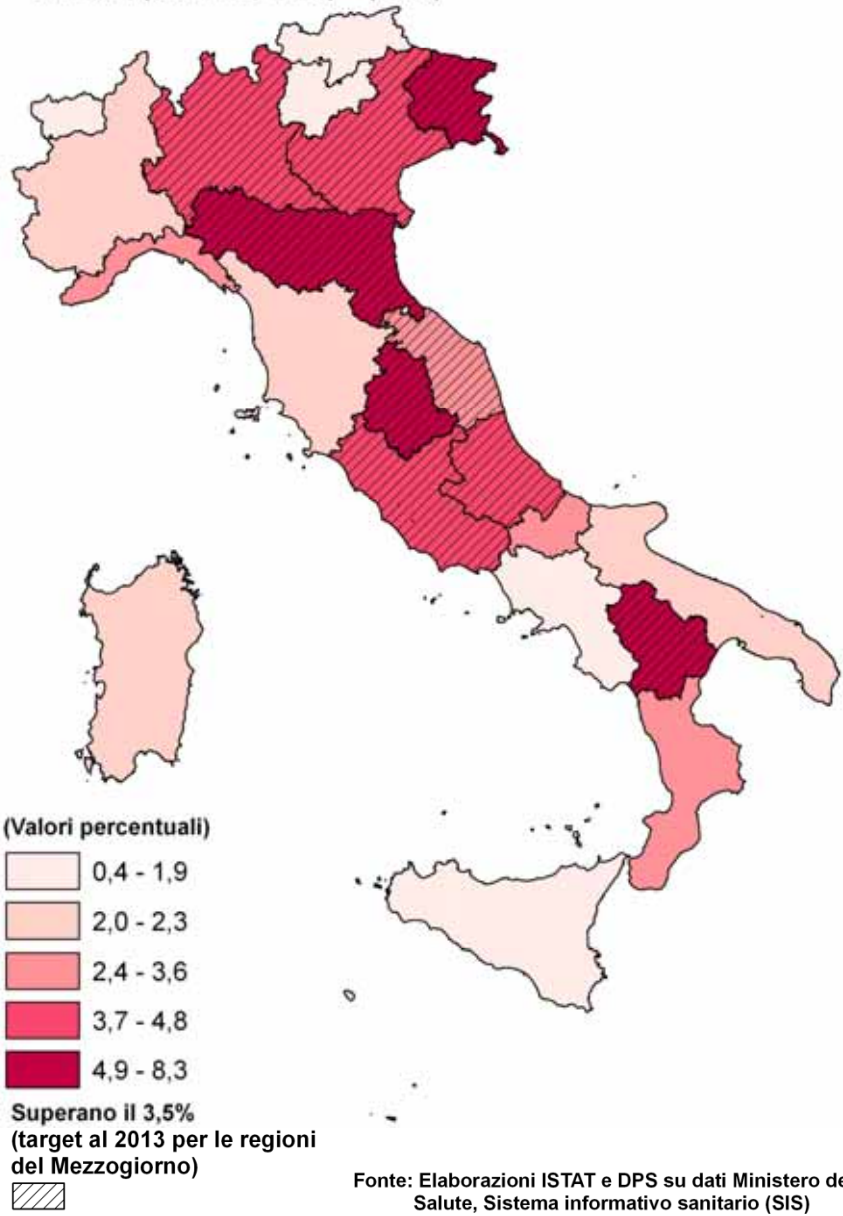 (Valori percentuali)
0,4 - 1,9
2,0 - 2,3
2,4 - 3,6
3,7 - 4,8
4,9 - 8,3
Superano il 3,5%
(target al 2013 per le regioni
del Mezzogiorno)
Fonte: Elaborazioni ISTAT e DPS su dati Ministero de
Salute, Sistema informativo sanitario (SIS)